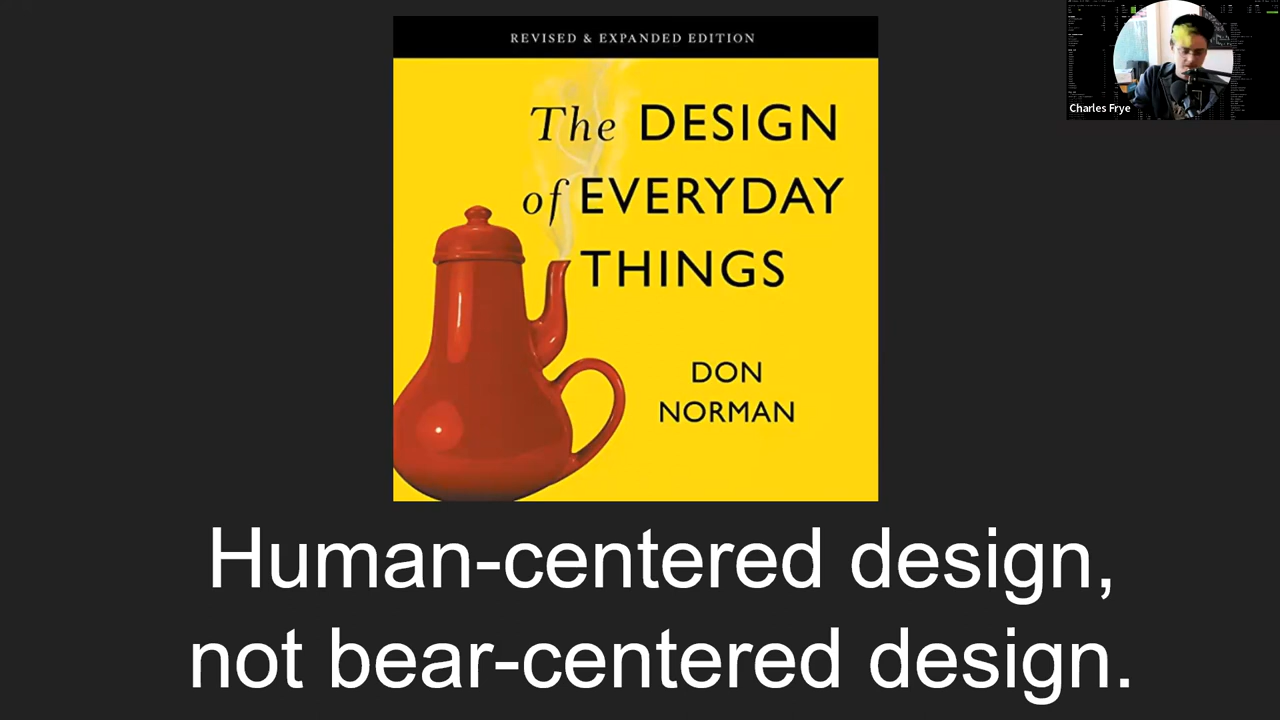 REVISED & EXPANDED EDITION
The DESIGN
of EVERYDAY
THINGS
DON
NORMAN
Charles Frye
Human-centered design,
not bear-centered design.